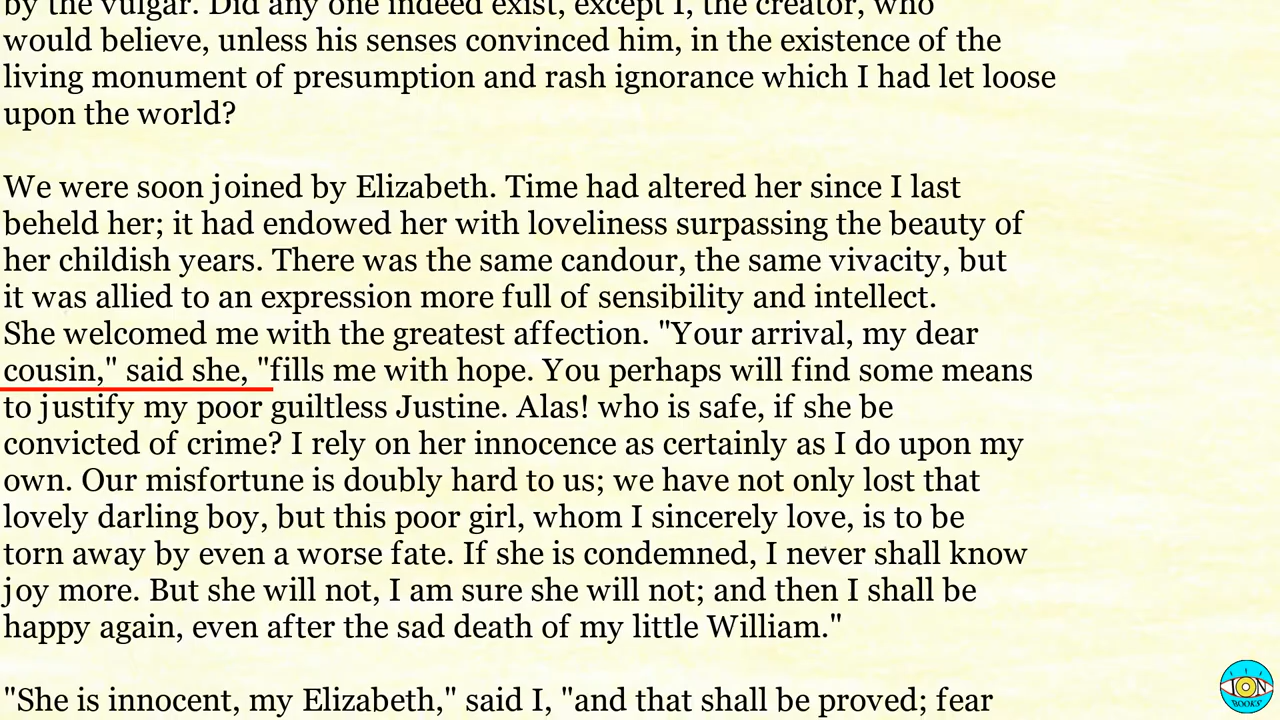 by the vulgar. Did any one indeed exist, except I, the creator, who
would believe, unless his senses convinced him, in the existence of the
living monument of presumption and rash ignorance which I had let loose
upon the world?
We were soon joined by Elizabeth. Time had altered her since I last
beheld her; it had endowed her with loveliness surpassing the beauty of
her childish years. There was the same candour, the same vivacity, but
it was allied to an expression more full of sensibility and intellect.
She welcomed me with the greatest affection. "Your arrival, my dear
cousin," said she, "fills me with hope. You perhaps will find some means
to justify my poor guiltless Justine. Alas! who is safe, if she be
convicted of crime? I rely on her innocence as certainly as I do upon my
own. Our misfortune is doubly hard to us; we have not only lost that
lovely darling boy, but this poor girl, whom I sincerely love, is to be
torn away by even a worse fate. If she is condemned, I never shall know
joy more. But she will not, I am sure she will not; and then I shall be
happy again, even after the sad death of my little William."
"She is innocent, my Elizabeth," said I, "and that shall be proved; fear
ION
BOOKS